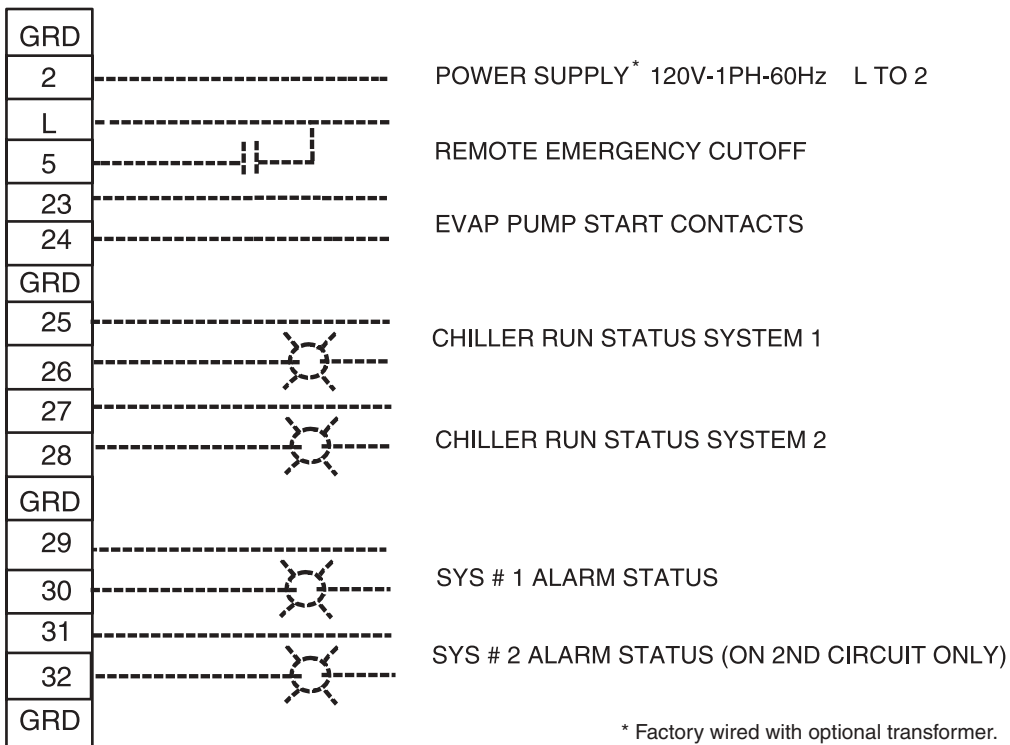 GRD
2 POWER SUPPLY* 120V-1PH-60Hz L TO 2
L
5 REMOTE EMERGENCY CUTOFF
23
24 EVAP PUMP START CONTACTS
GRD
25
CHILLER RUN STATUS SYSTEM 1
26
27
CHILLER RUN STATUS SYSTEM 2
28
GRD
29
30 SYS # 1 ALARM STATUS
31
SYS # 2 ALARM STATUS (ON 2ND CIRCUIT ONLY)
32
GRD
* Factory wired with optional transformer.